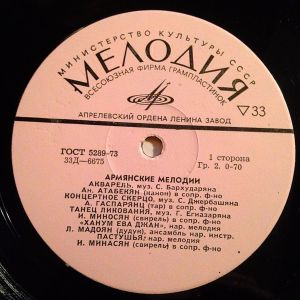 МИНИСТЕРСТВО КУЛЬТУРЫ СССР
МЕЛОДИЯ
ВСЕСОЮЗНАЯ ФИРМА ГРАМПЛАСТИНОК
▽33
АПРЕЛЕВСКИЙ ОРДЕНА ЛЕНИНА ЗАВОД
ГОСТ 5289-73
1 сторона
33Д—6675
Гр. 2. 0-70
АРМЯНСКИЕ МЕЛОДИИ
АКВАРЕЛЬ, муз. С. Бархударяна
Ан. АТАБЕКЯН (канон) в сопр. ф-но
КОНЦЕРТНОЕ СКЕРЦО, муз. С. Джербашяна
А. ГАСПАРЯНЦ (тар) в сопр. ф-но
ТАНЕЦ ЛИКОВАНИЯ, муз. Г. Егиазаряна
И. МИНОСЯН (свирель) в сопр. ф-но
«ХАНУМ ЕВА ДЖАН», нар. мелодия
Л. МАДОЯН (дудук), ансамбль нар. инстр.
ПАСТУШЬЯ, нар. мелодия
И. МИНАСЯН (свирель) в сопр. ф-но